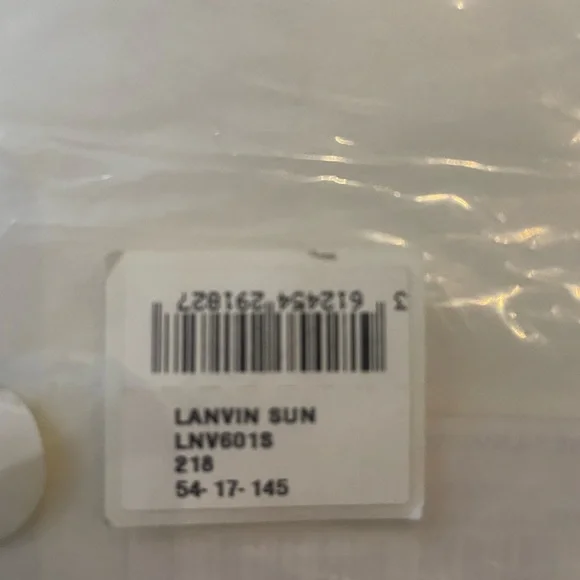 3 612454 291827
LANVIN SUN
LNV601S
218
54- 17- 145